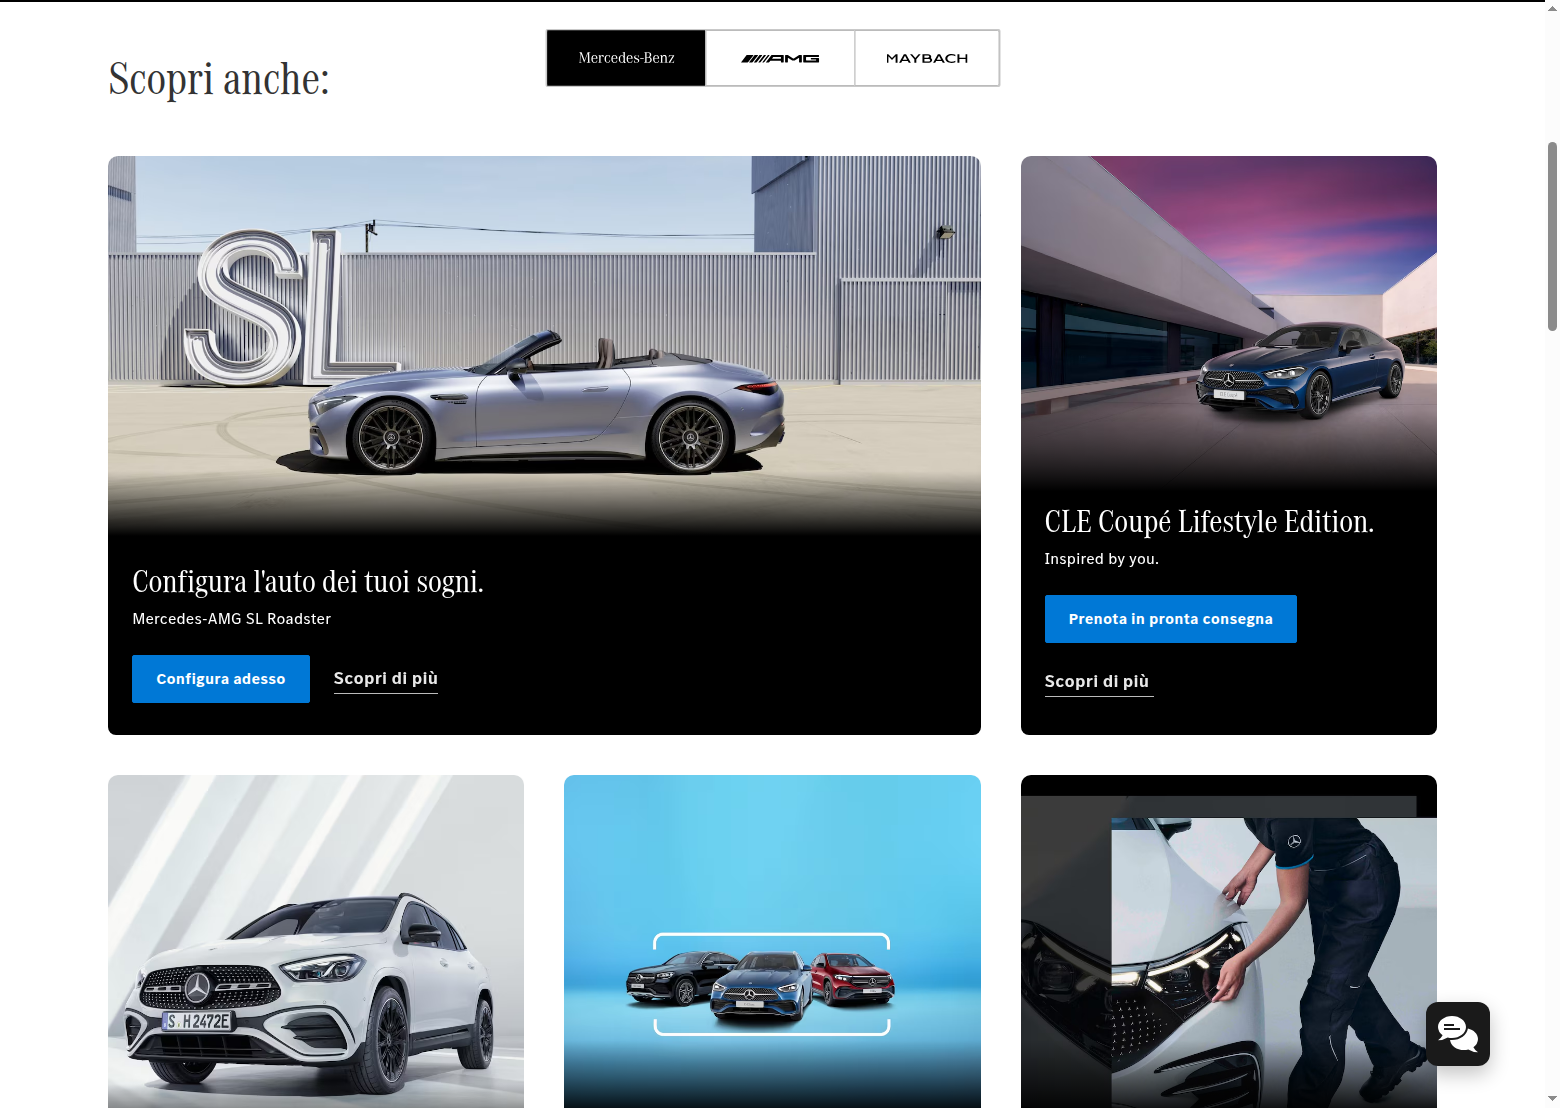 Mercedes-Benz
AMG
MAYBACH
Scopri anche:
SL
Configura l'auto dei tuoi sogni.
Mercedes-AMG SL Roadster
Configura adesso
Scopri di più
CLE Coupé Lifestyle Edition.
Inspired by you.
Prenota in pronta consegna
Scopri di più
S H 2472E